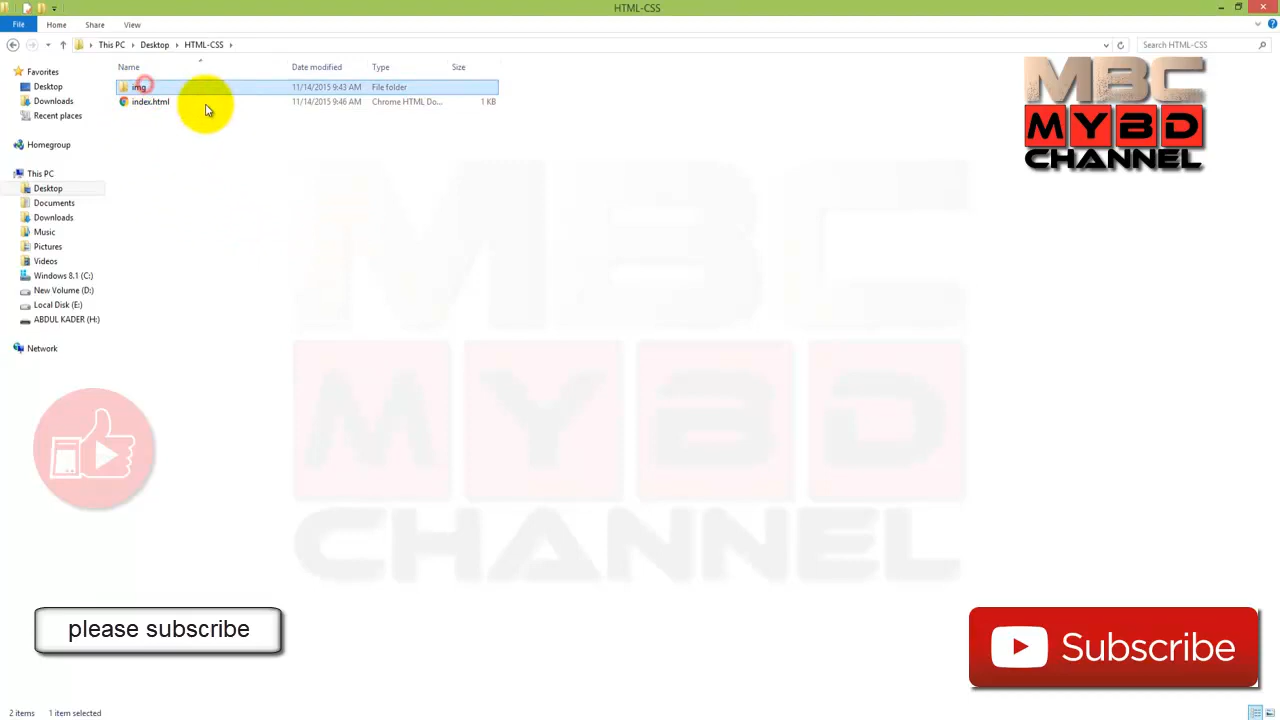 HTML-CSS
File Home Share View
This PC Desktop HTML-CSS Search HTML-CSS
Name Date modified Type Size
img 11/14/2015 9:43 AM File folder
index.html 11/14/2015 9:46 AM Chrome HTML Do... 1 KB
Favorites
Desktop
Downloads
Recent places
Homegroup
This PC
Desktop
Documents
Downloads
Music
Pictures
Videos
Windows 8.1 (C:)
New Volume (D:)
Local Disk (E:)
ABDUL KADER (H:)
Network
MBC
MYBD
CHANNEL
MBC
MYBD
CHANNEL
please subscribe
Subscribe
2 items 1 item selected